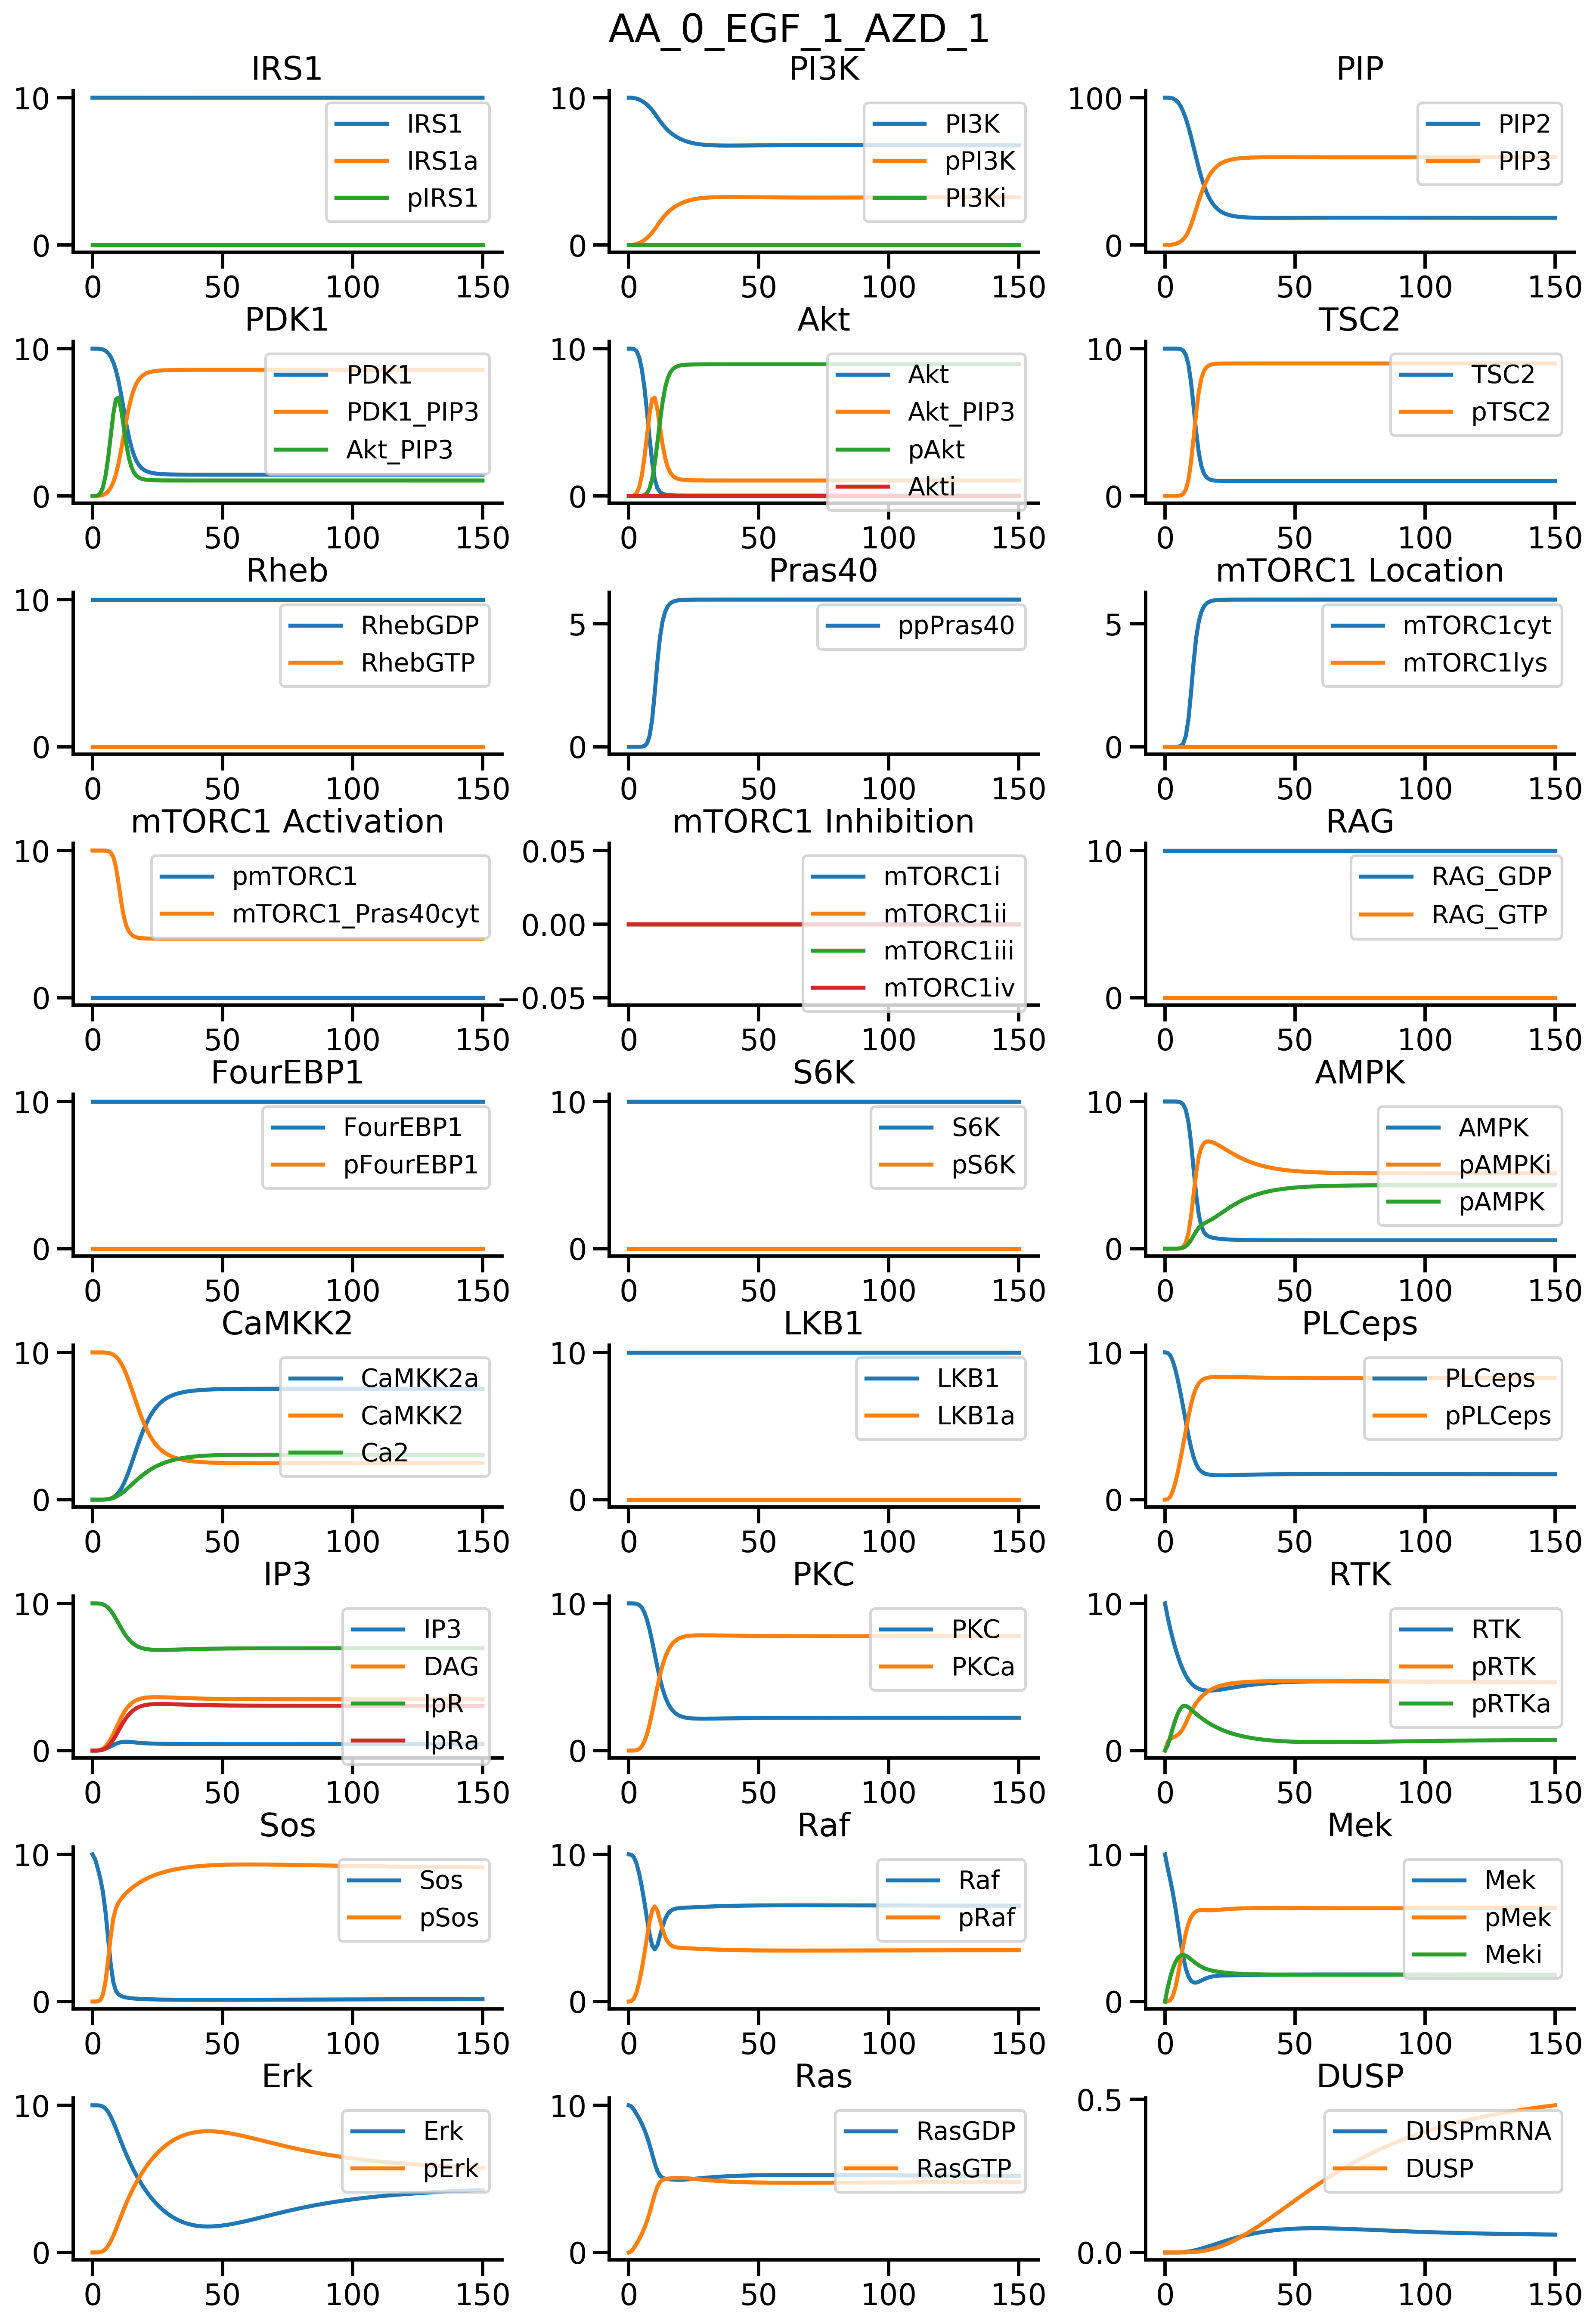 AA_0_EGF_1_AZD_1
IRS1
10
0
0
50
100
150
IRS1
IRS1a
pIRS1
PI3K
10
0
0
50
100
150
PI3K
pPI3K
PI3Ki
PIP
100
0
0
50
100
150
PIP2
PIP3
PDK1
10
0
0
50
100
150
PDK1
PDK1_PIP3
Akt_PIP3
Akt
10
0
0
50
100
150
Akt
Akt_PIP3
pAkt
Akti
TSC2
10
0
0
50
100
150
TSC2
pTSC2
Rheb
10
0
0
50
100
150
RhebGDP
RhebGTP
Pras40
5
0
0
50
100
150
ppPras40
mTORC1 Location
5
0
0
50
100
150
mTORC1cyt
mTORC1lys
mTORC1 Activation
10
0
0
50
100
150
pmTORC1
mTORC1_Pras40cyt
mTORC1 Inhibition
0.05
0.00
−0.05
0
50
100
150
mTORC1i
mTORC1ii
mTORC1iii
mTORC1iv
RAG
10
0
0
50
100
150
RAG_GDP
RAG_GTP
FourEBP1
10
0
0
50
100
150
FourEBP1
pFourEBP1
S6K
10
0
0
50
100
150
S6K
pS6K
AMPK
10
0
0
50
100
150
AMPK
pAMPKi
pAMPK
CaMKK2
10
0
0
50
100
150
CaMKK2a
CaMKK2
Ca2
LKB1
10
0
0
50
100
150
LKB1
LKB1a
PLCeps
10
0
0
50
100
150
PLCeps
pPLCeps
IP3
10
0
0
50
100
150
IP3
DAG
IpR
IpRa
PKC
10
0
0
50
100
150
PKC
PKCa
RTK
10
0
0
50
100
150
RTK
pRTK
pRTKa
Sos
10
0
0
50
100
150
Sos
pSos
Raf
10
0
0
50
100
150
Raf
pRaf
Mek
10
0
0
50
100
150
Mek
pMek
Meki
Erk
10
0
0
50
100
150
Erk
pErk
Ras
10
0
0
50
100
150
RasGDP
RasGTP
DUSP
0.5
0.0
0
50
100
150
DUSPmRNA
DUSP